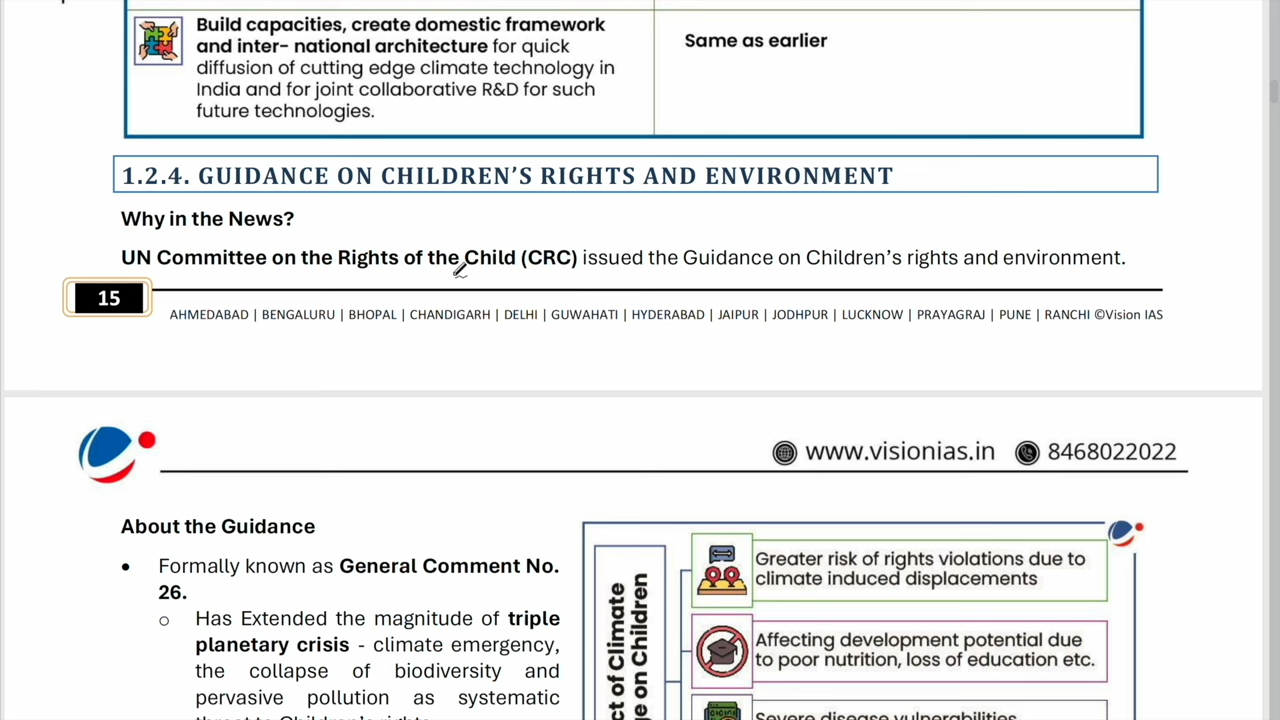 Build capacities, create domestic framework
and inter- national architecture for quick
diffusion of cutting edge climate technology in
India and for joint collaborative R&D for such
future technologies.
Same as earlier
1.2.4. GUIDANCE ON CHILDREN’S RIGHTS AND ENVIRONMENT
Why in the News?
UN Committee on the Rights of the Child (CRC) issued the Guidance on Children’s rights and environment.
15
AHMEDABAD | BENGALURU | BHOPAL | CHANDIGARH | DELHI | GUWAHATI | HYDERABAD | JAIPUR | JODHPUR | LUCKNOW | PRAYAGRAJ | PUNE | RANCHI ©Vision IAS
www.visionias.in 8468022022
About the Guidance
• Formally known as General Comment No.
26.
o Has Extended the magnitude of triple
planetary crisis - climate emergency,
the collapse of biodiversity and
pervasive pollution as systematic
threat to Children’s rights.
ct of Climate
ge on Children
Greater risk of rights violations due to
climate induced displacements
Affecting development potential due
to poor nutrition, loss of education etc.
Severe disease vulnerabilities